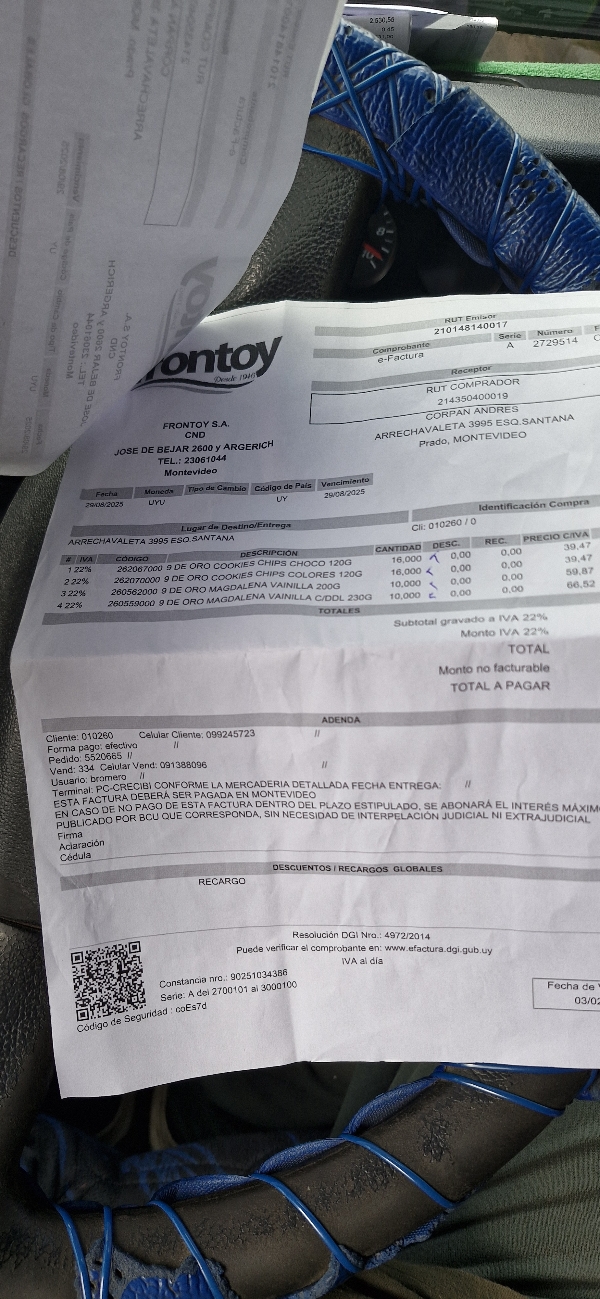 2.530,56
RUT Emisor
210148140017
Comprobante Serie Número
e-Factura A 2729514
Receptor
RUT COMPRADOR
214350400019
CORPAN ANDRES
ARRECHAVALETA 3995 ESQ.SANTANA
Prado, MONTEVIDEO
rontoy
Desde 1940
FRONTOY S.A.
CND
JOSE DE BEJAR 2600 y ARGERICH
TEL.: 23061044
Montevideo
Fecha Moneda Tipo de Cambio Código de País Vencimiento
29/08/2025 UYU UY 29/08/2025
Lugar de Destino/Entrega Identificación Compra
ARRECHAVALETA 3995 ESQ.SANTANA Cli: 010260 / 0
# IVA CÓDIGO DESCRIPCIÓN CANTIDAD DESC. REC. PRECIO C/IVA
1 22% 262067000 9 DE ORO COOKIES CHIPS CHOCO 120G 16,000 0,00 0,00 39,47
2 22% 262070000 9 DE ORO COOKIES CHIPS COLORES 120G 16,000 0,00 0,00 39,47
3 22% 260562000 9 DE ORO MAGDALENA VAINILLA 200G 10,000 0,00 0,00 59,87
4 22% 260559000 9 DE ORO MAGDALENA VAINILLA C/DDL 230G 10,000 0,00 0,00 66,52
TOTALES
Subtotal gravado a IVA 22%
Monto IVA 22%
TOTAL
Monto no facturable
TOTAL A PAGAR
ADENDA
Cliente: 010260 Celular Cliente: 099245723 //
Forma pago: efectivo //
Pedido: 5520665 //
Vend: 334 Celular Vend: 091388096 //
Usuario: bromero //
Terminal: PC-CRECIBI CONFORME LA MERCADERIA DETALLADA FECHA ENTREGA: //
ESTA FACTURA DEBERÁ SER PAGADA EN MONTEVIDEO
EN CASO DE NO PAGO DE ESTA FACTURA DENTRO DEL PLAZO ESTIPULADO, SE ABONARÁ EL INTERÉS MÁXIM
PUBLICADO POR BCU QUE CORRESPONDA, SIN NECESIDAD DE INTERPELACIÓN JUDICIAL NI EXTRAJUDICIAL
Firma
Aclaración
Cédula
DESCUENTOS / RECARGOS GLOBALES
RECARGO
Resolución DGI Nro.: 4972/2014
Puede verificar el comprobante en: www.efactura.dgi.gub.uy
IVA al día
Constancia nro.: 90251034386
Serie: A del 2700101 al 3000100
Código de Seguridad : coEs7d
Fecha de
03/02